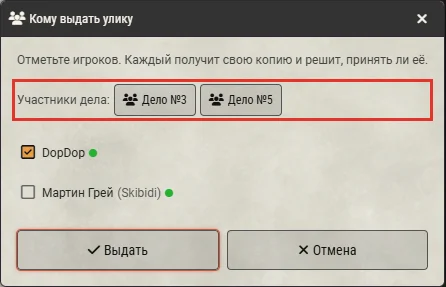 Кому выдать улику
Отметьте игроков. Каждый получит свою копию и решит, принять ли её.
Участники дела: Дело №3 Дело №5
DopDop
Мартин Грей (Skibidi)
Выдать Отмена